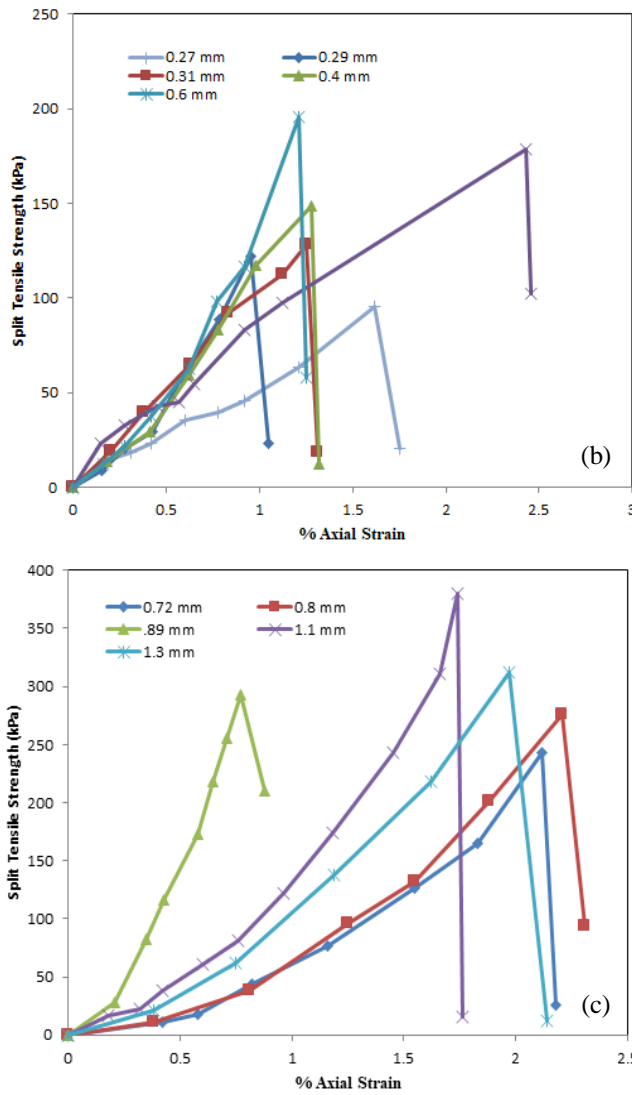 250
200
150
100
50
0
Split Tensile Strength (kPa)
0.27 mm 0.29 mm
0.31 mm 0.4 mm
0.6 mm
(b)
0 0.5 1 1.5 2 2.5 3
% Axial Strain
400
350
300
250
200
150
100
50
0
Split Tensile Strength (kPa)
0.72 mm 0.8 mm
.89 mm 1.1 mm
1.3 mm
(c)
0 0.5 1 1.5 2 2.5
% Axial Strain